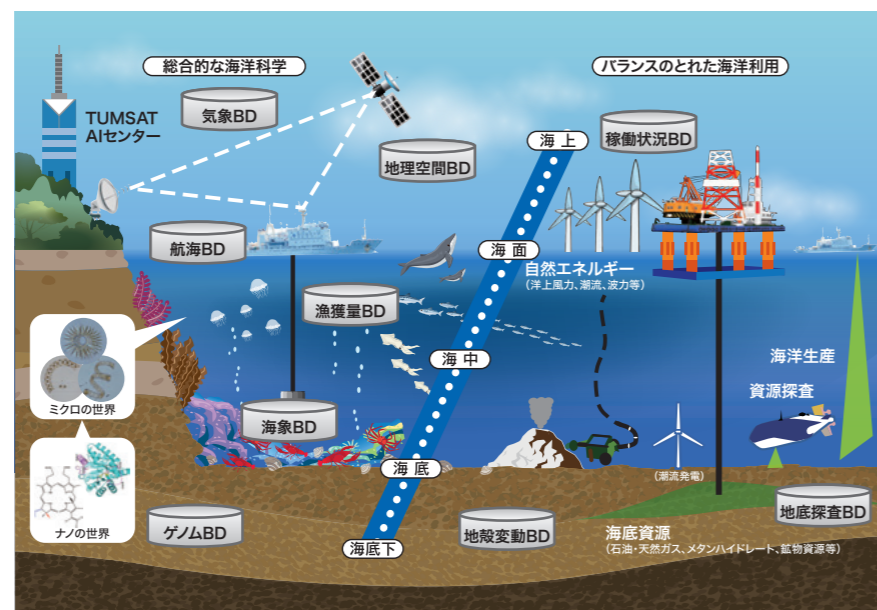 総合的な海洋科学
バランスのとれた海洋利用
TUMSAT
AIセンター
気象BD
地理空間BD
海上
稼働状況BD
航海BD
海面
自然エネルギー
（洋上風力、潮流、波力等）
漁獲量BD
海中
海洋生産
資源探査
ミクロの世界
海象BD
海底
（潮流発電）
ナノの世界
ゲノムBD
海底下
地殻変動BD
海底資源
（石油・天然ガス、メタンハイドレート、鉱物資源等）
地底探査BD